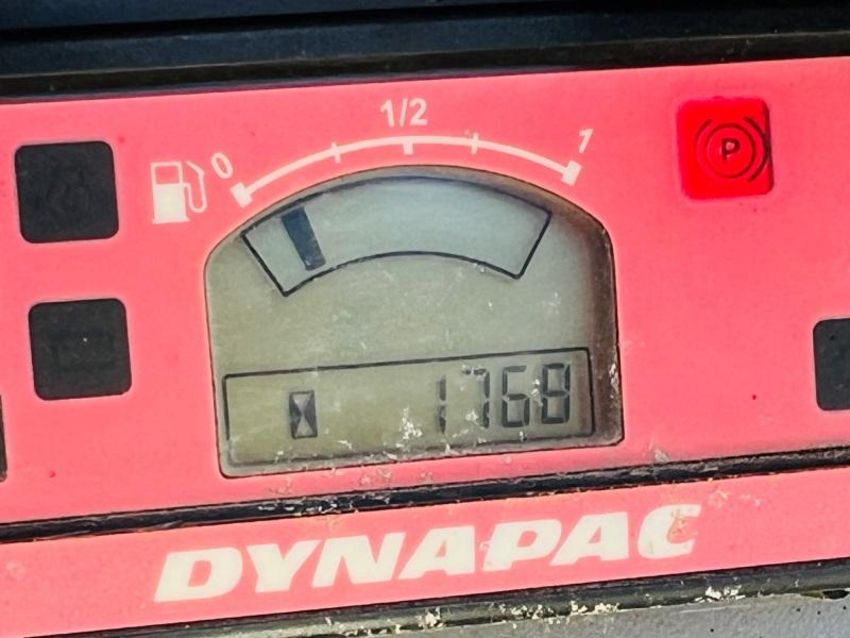 0 1/2 1
P
1768
DYNAPAC